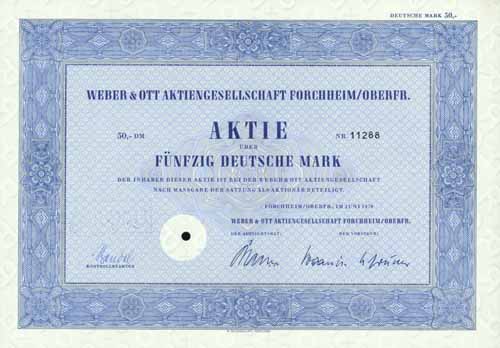 DEUTSCHE MARK 50,-
WEBER & OTT AKTIENGESELLSCHAFT FORCHHEIM/OBERFR.
50,- DM AKTIE NR. 11288
ÜBER
FÜNFZIG DEUTSCHE MARK
DER INHABER DIESER AKTIE IST BEI DER WEBER & OTT AKTIENGESELLSCHAFT
NACH MASSGABE DER SATZUNG ALS AKTIONÄR BETEILIGT.
FORCHHEIM/OBERFR., IM JUNI 1970
WEBER & OTT AKTIENGESELLSCHAFT FORCHHEIM/OBERFR.
DER AUFSICHTSRAT: DER VORSTAND:
KONTROLLBEAMTER